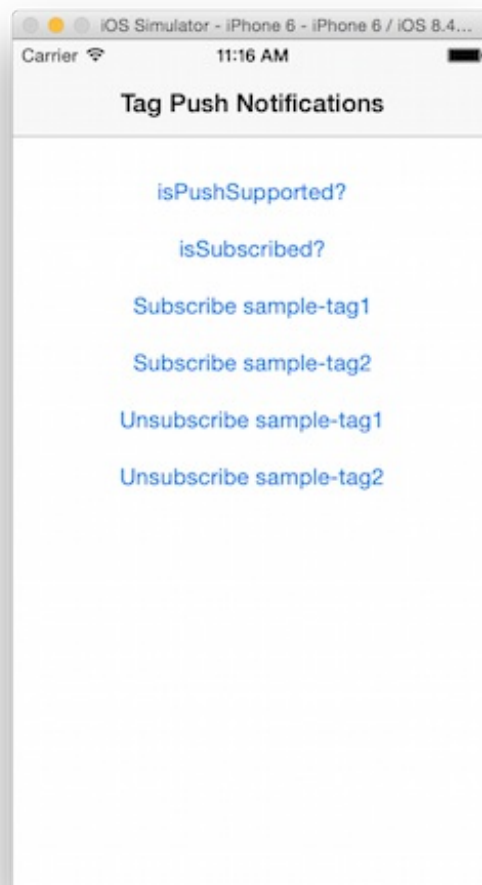 iOS Simulator - iPhone 6 - iPhone 6 / iOS 8.4...
Carrier 11:16 AM
Tag Push Notifications
isPushSupported?
isSubscribed?
Subscribe sample-tag1
Subscribe sample-tag2
Unsubscribe sample-tag1
Unsubscribe sample-tag2